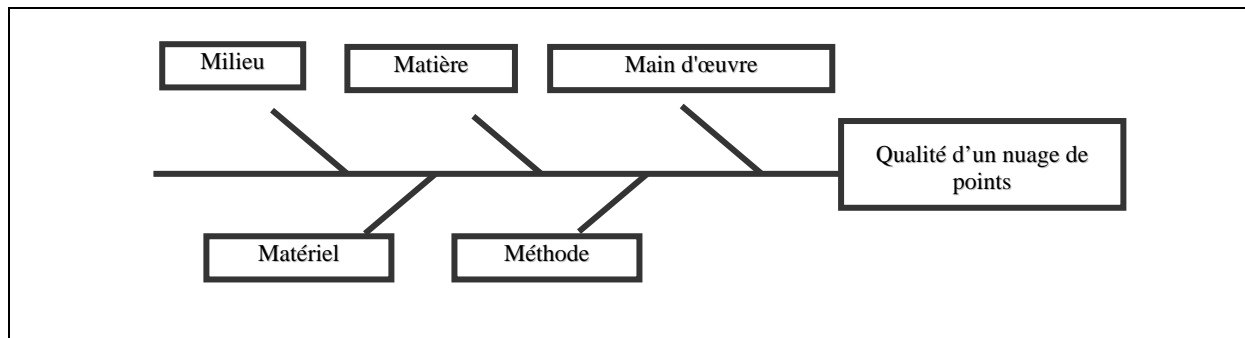 Milieu
Matière
Main d'œuvre
Qualité d’un nuage de
points
Matériel
Méthode